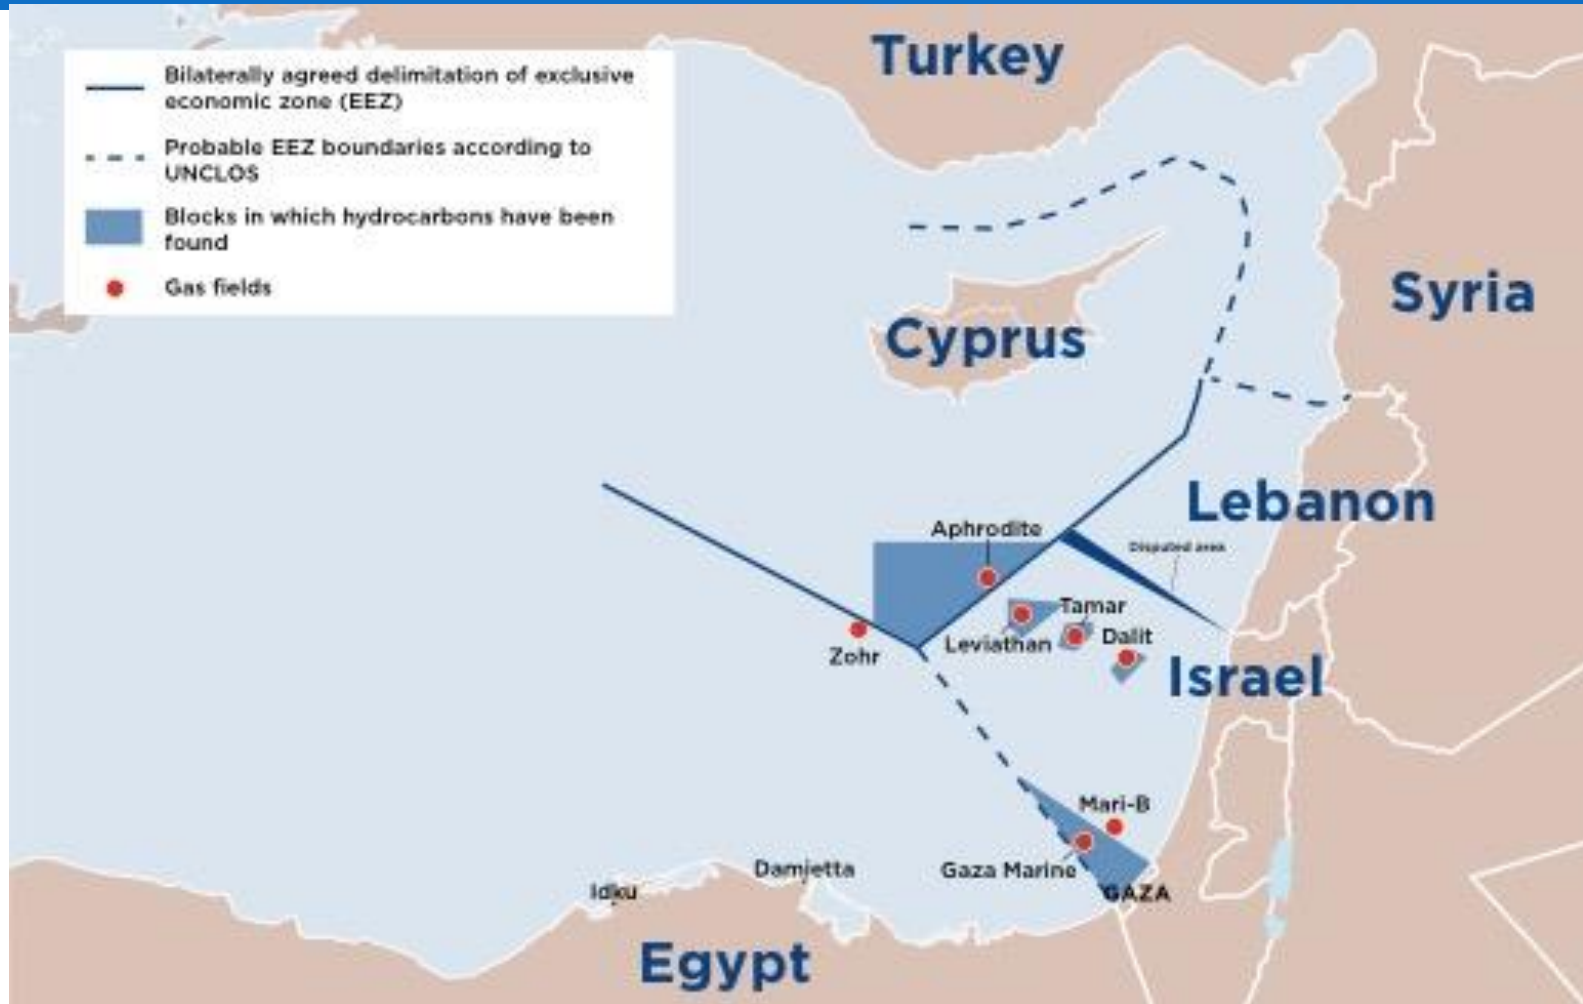 Turkey
Bilaterally agreed delimitation of exclusive
economic zone (EEZ)
Probable EEZ boundaries according to
UNCLOS
Blocks in which hydrocarbons have been
found
Gas fields
Syria
Cyprus
Lebanon
Aphrodite
Disputed area
Tamar
Dalit
Leviathan
Zohr
Israel
Mari-B
Gaza Marine
Damietta
Idku
GAZA
Egypt